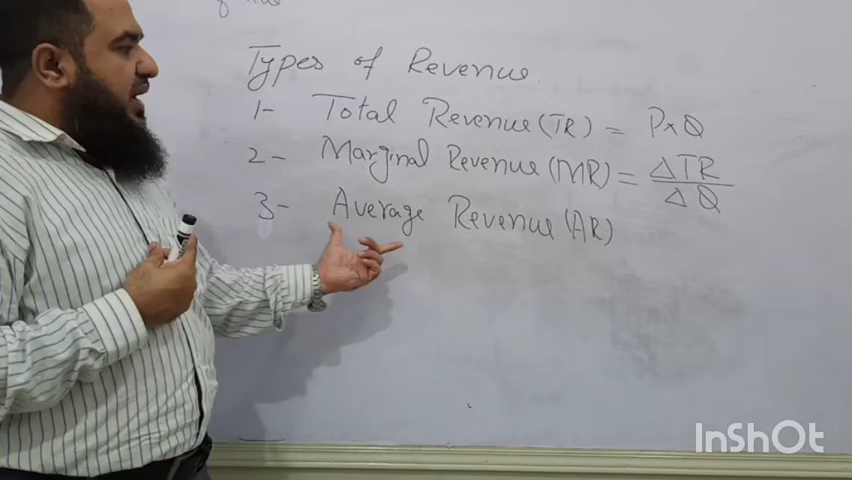 Types of Revenue
1- Total Revenue (TR) = P×Q
2- Marginal Revenue (MR) = ΔTR / ΔQ
3- Average Revenue (AR)
InShOt